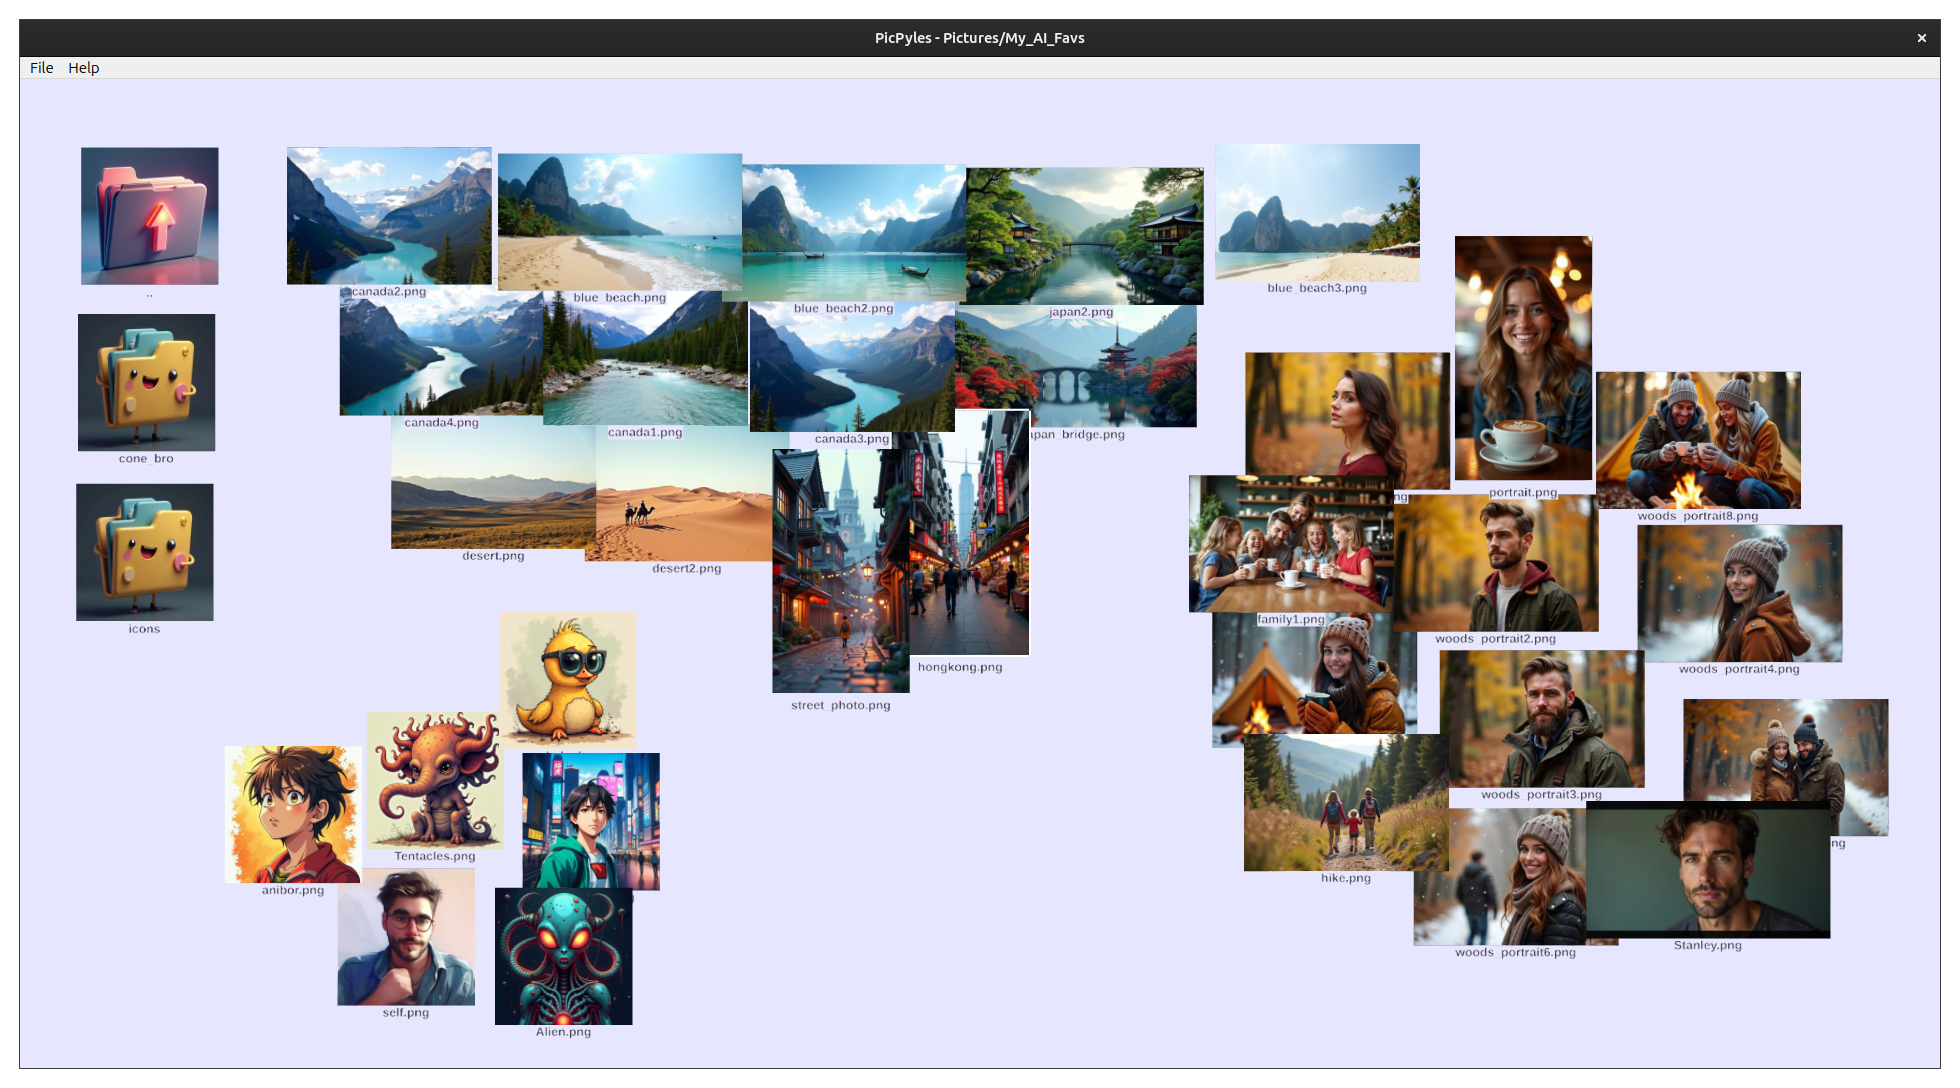 PicPyles - Pictures/My_AI_Favs
×
File Help
..
cone_bro
icons
canada2.png
blue_beach.png
blue_beach2.png
japan2.png
blue_beach3.png
canada4.png
canada1.png
canada3.png
apan_bridge.png
desert.png
desert2.png
street_photo.png
hongkong.png
ng
portrait.png
woods_portrait8.png
family1.png
woods_portrait2.png
woods_portrait4.png
woods_portrait3.png
ng
hike.png
woods_portrait6.png
Stanley.png
Tentacles.png
anibor.png
self.png
Alien.png